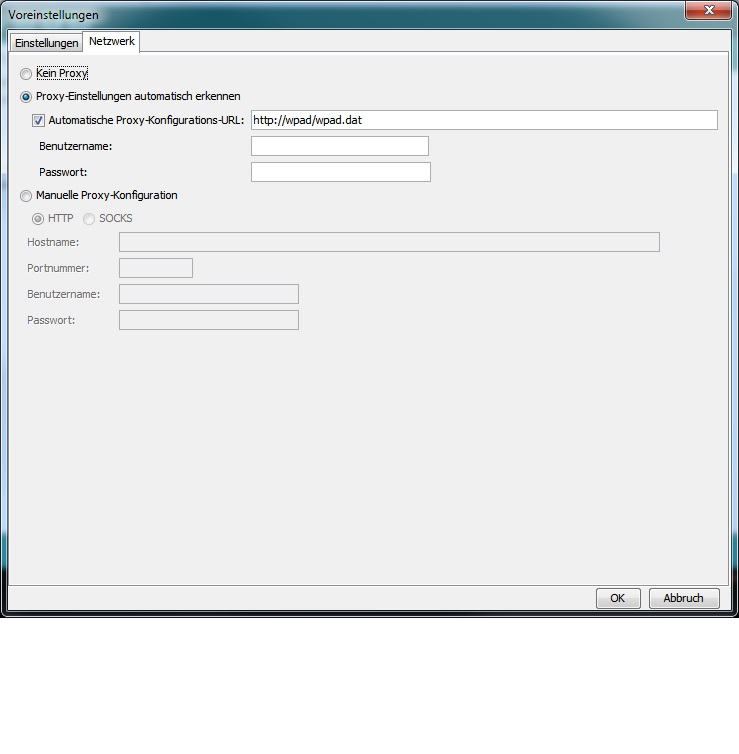 Voreinstellungen
Einstellungen Netzwerk
Kein Proxy
Proxy-Einstellungen automatisch erkennen
Automatische Proxy-Konfigurations-URL: http://wpad/wpad.dat
Benutzername:
Passwort:
Manuelle Proxy-Konfiguration
HTTP SOCKS
Hostname:
Portnummer:
Benutzername:
Passwort:
OK Abbruch